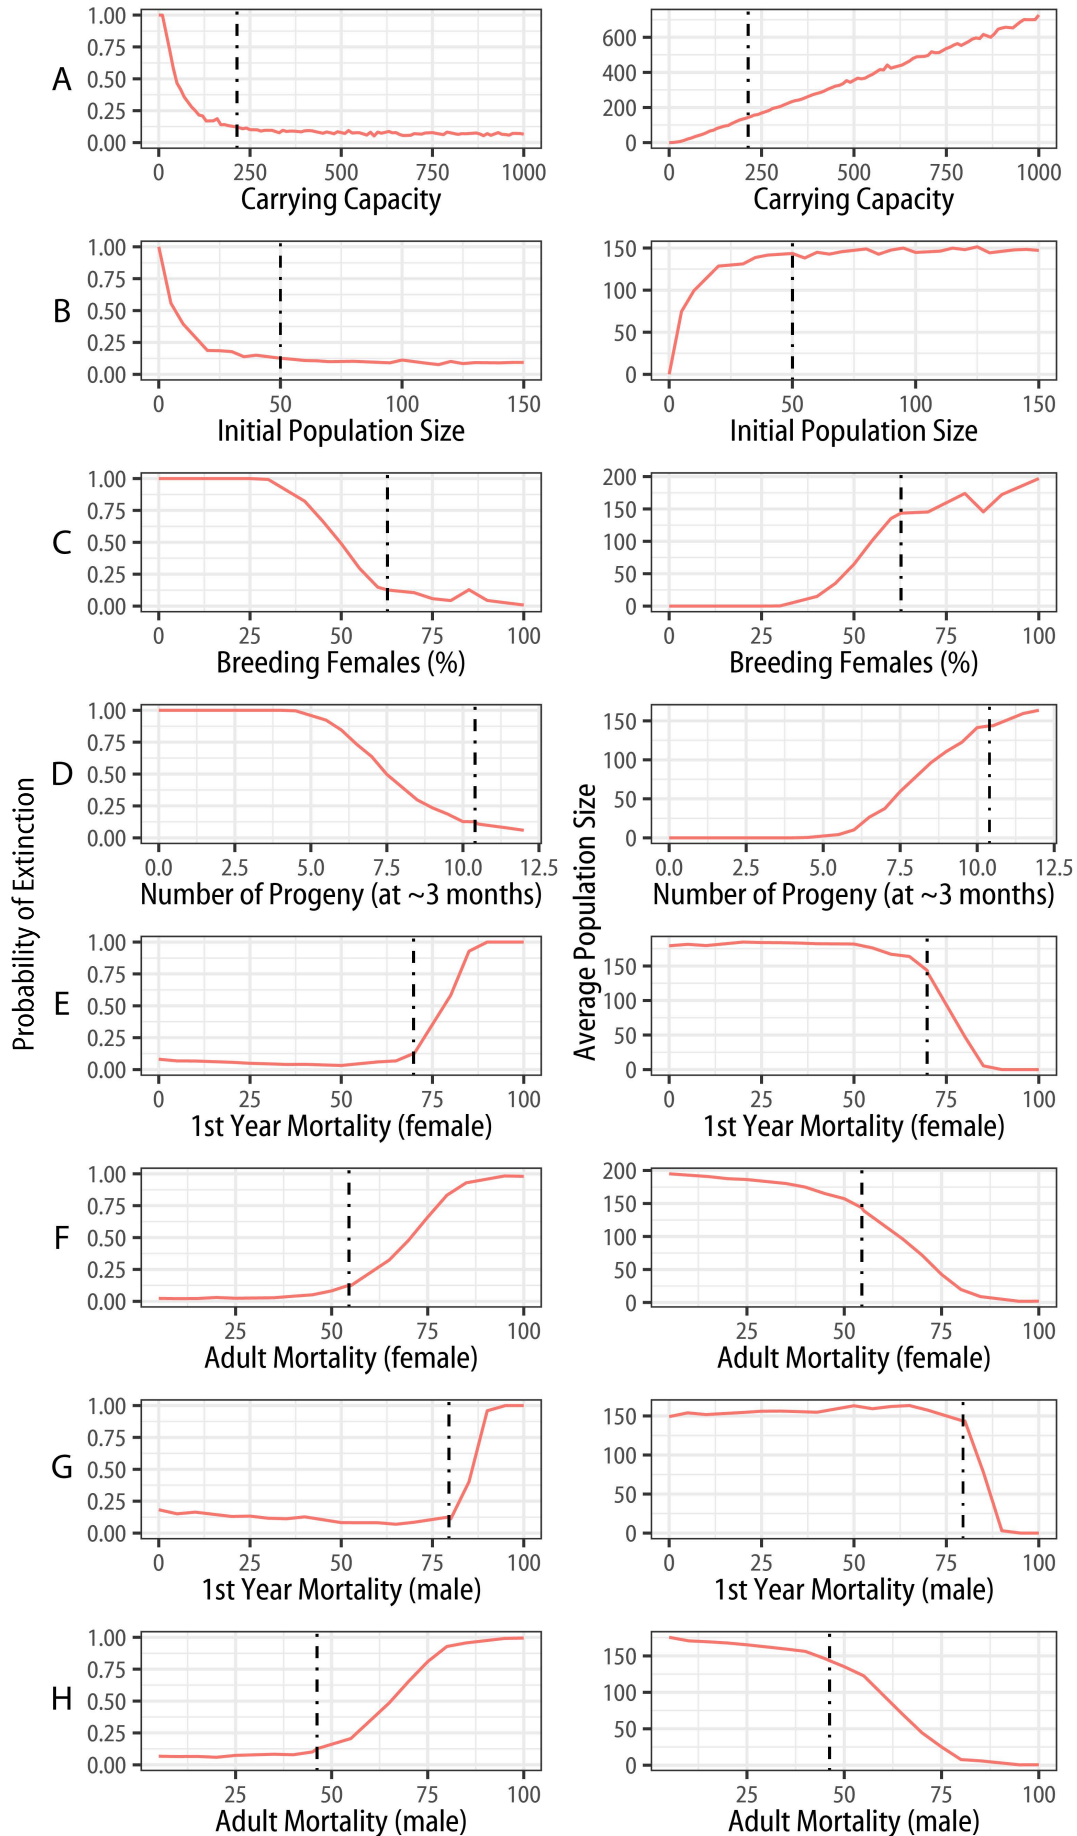 A
1.00
0.75
0.50
0.25
0.00
0 250 500 750 1000
Carrying Capacity
600
400
200
0
0 250 500 750 1000
Carrying Capacity
B
1.00
0.75
0.50
0.25
0.00
0 50 100 150
Initial Population Size
150
100
50
0
0 50 100 150
Initial Population Size
C
1.00
0.75
0.50
0.25
0.00
0 25 50 75 100
Breeding Females (%)
200
150
100
50
0
0 25 50 75 100
Breeding Females (%)
Probability of Extinction
Average Population Size
D
1.00
0.75
0.50
0.25
0.00
0.0 2.5 5.0 7.5 10.0 12.5
Number of Progeny (at ~3 months)
150
100
50
0
0.0 2.5 5.0 7.5 10.0 12.5
Number of Progeny (at ~3 months)
E
1.00
0.75
0.50
0.25
0.00
0 25 50 75 100
1st Year Mortality (female)
150
100
50
0
0 25 50 75 100
1st Year Mortality (female)
F
1.00
0.75
0.50
0.25
0.00
25 50 75 100
Adult Mortality (female)
200
150
100
50
0
25 50 75 100
Adult Mortality (female)
G
1.00
0.75
0.50
0.25
0.00
0 25 50 75 100
1st Year Mortality (male)
150
100
50
0
0 25 50 75 100
1st Year Mortality (male)
H
1.00
0.75
0.50
0.25
0.00
25 50 75 100
Adult Mortality (male)
150
100
50
0
25 50 75 100
Adult Mortality (male)